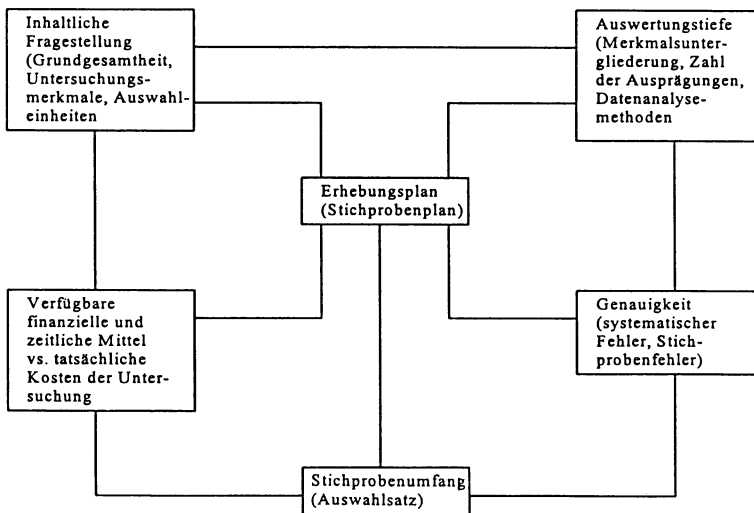 Inhaltliche
Fragestellung
(Grundgesamtheit,
Untersuchungs-
merkmale, Auswahl-
einheiten
Auswertungstiefe
(Merkmalsunter-
gliederung, Zahl
der Ausprägungen,
Datenanalyse-
methoden
Erhebungsplan
(Stichprobenplan)
Verfügbare
finanzielle und
zeitliche Mittel
vs. tatsächliche
Kosten der Unter-
suchung
Genauigkeit
(systematischer
Fehler, Stich-
probenfehler)
Stichprobenumfang
(Auswahlsatz)